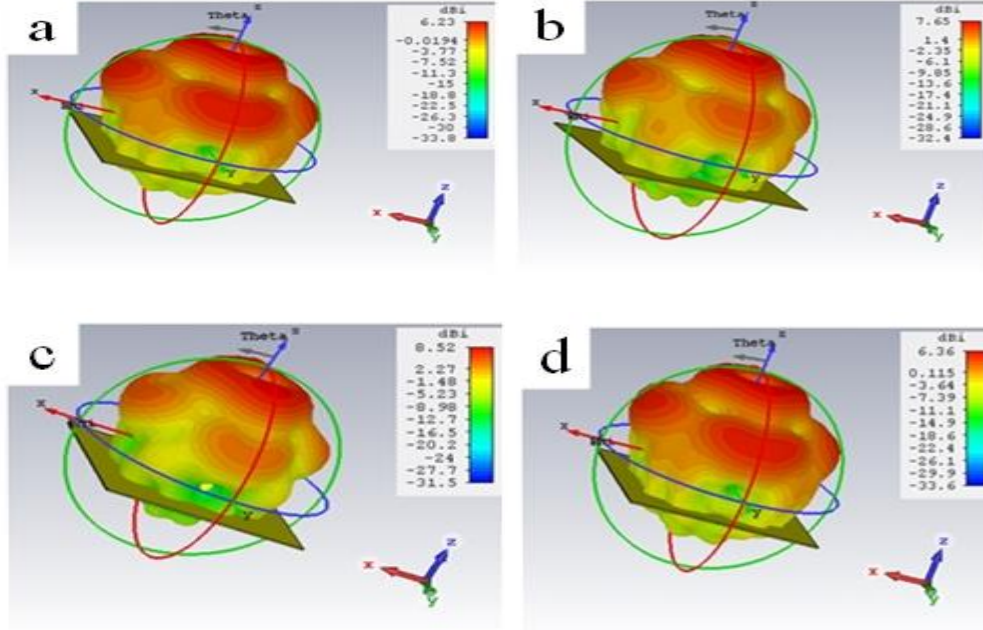 a
Theta
z
x
y
dBi
6.23
-0.0194
-3.77
-7.52
-11.3
-15
-18.8
-22.5
-26.3
-30
-33.8
z
x
y
b
Theta
z
x
y
dBi
7.65
1.4
-2.35
-6.1
-9.85
-13.6
-17.4
-21.1
-24.9
-28.6
-32.4
z
x
y
c
Theta
z
x
y
dBi
8.52
2.27
-1.48
-5.23
-8.98
-12.7
-16.5
-20.2
-24
-27.7
-31.5
z
x
y
d
Theta
z
x
y
dBi
6.36
0.115
-3.64
-7.39
-11.1
-14.9
-18.6
-22.4
-26.1
-29.9
-33.6
z
x
y